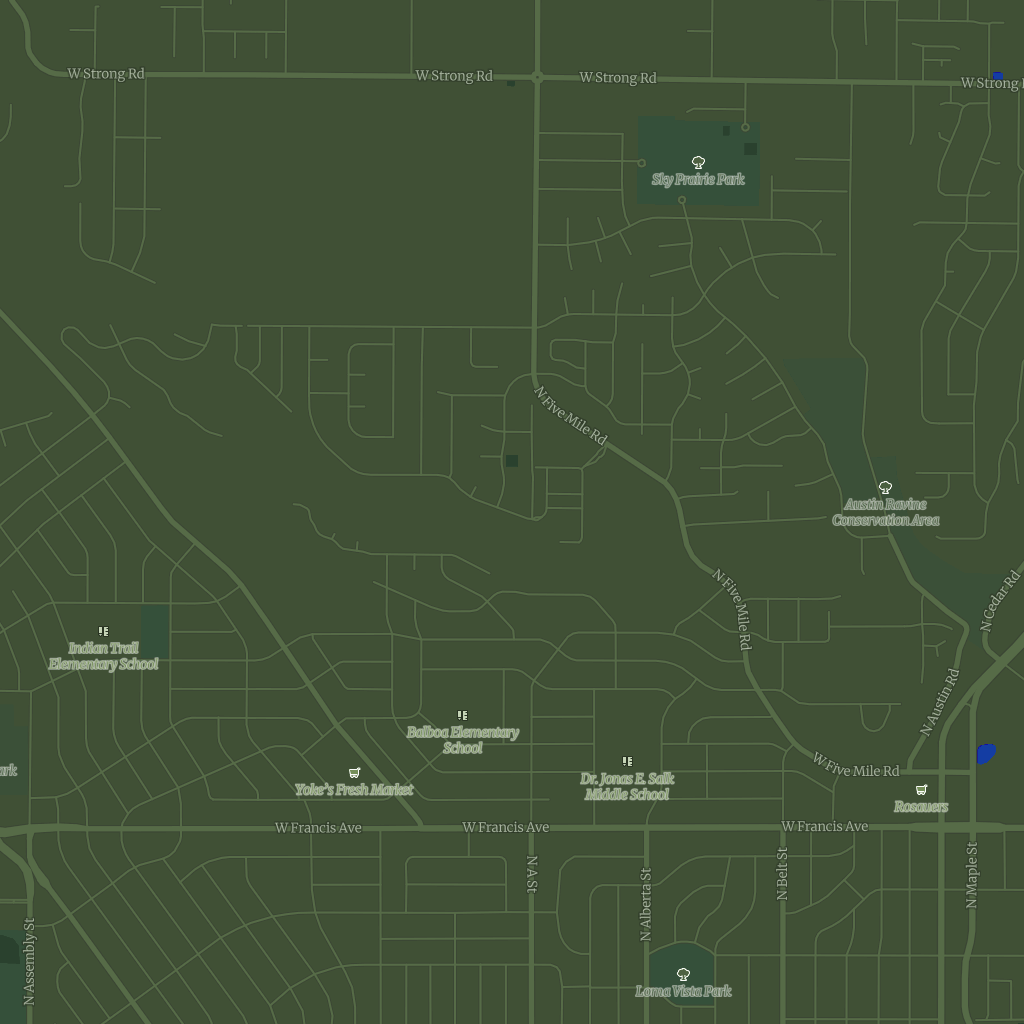 W Strong Rd
W Strong Rd
W Strong Rd
W Strong R
Sky Prairie Park
N Five Mile Rd
Austin Ravine
Conservation Area
N Five Mile Rd
N Cedar Rd
Indian Trail
Elementary School
N Austin Rd
Balboa Elementary
School
ark
Yoke's Fresh Market
Dr. Jonas E. Salk
Middle School
W Five Mile Rd
Rosauers
W Francis Ave
W Francis Ave
W Francis Ave
N A St
N Belt St
N Maple St
N Alberta St
N Assembly St
Loma Vista Park